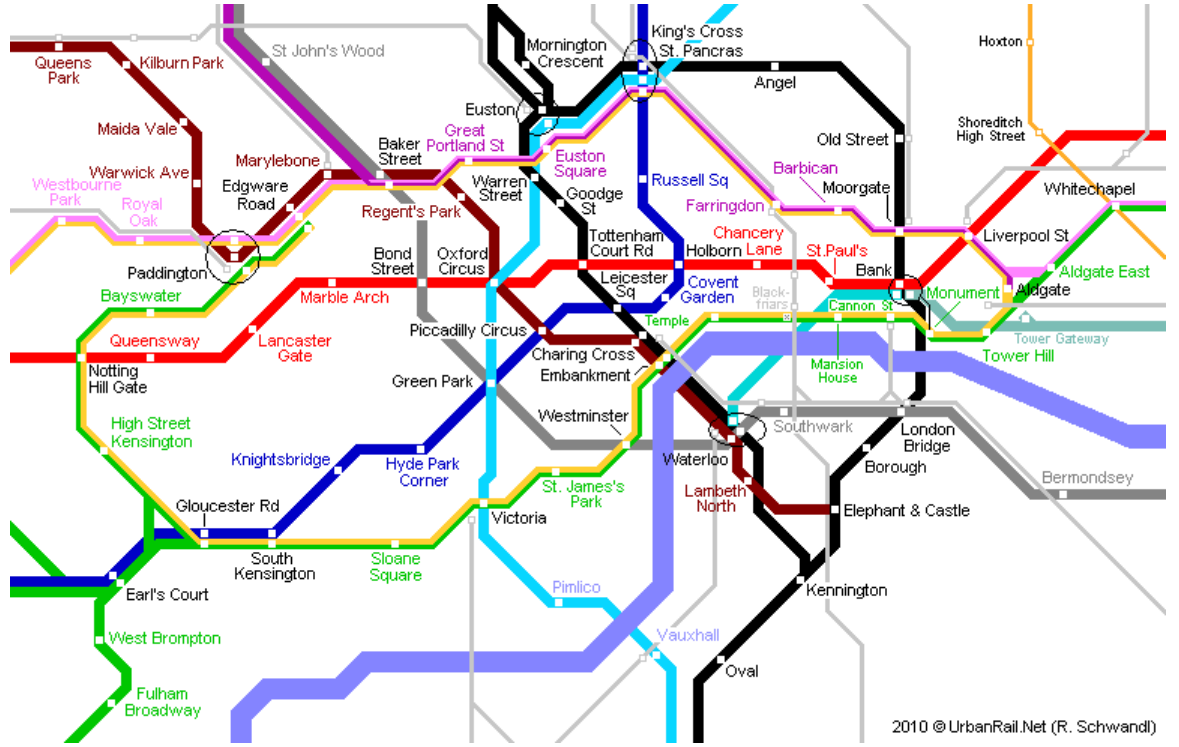 King's Cross
St. Pancras
Mornington
Crescent
St John's Wood
Hoxton
Queens
Park
Kilburn Park
Angel
Euston
Maida Vale
Great
Portland St
Baker
Street
Marylebone
Old Street
Shoreditch
High Street
Euston
Square
Barbican
Warwick Ave
Edgware
Road
Westbourne
Park
Royal
Oak
Warren
Street
Russell Sq
Moorgate
Whitechapel
Goodge
St
Regent's Park
Farringdon
Tottenham
Court Rd
Holborn
Chancery
Lane
Liverpool St
Paddington
Bond
Street
Oxford
Circus
St.Paul's
Bank
Aldgate East
Leicester
Sq
Covent
Garden
Bayswater
Marble Arch
Black-
friars
Monument
Aldgate
Cannon St
Temple
Piccadilly Circus
Queensway
Lancaster
Gate
Charing Cross
Embankment
Tower Gateway
Tower Hill
Mansion
House
Notting
Hill Gate
Green Park
High Street
Kensington
Westminster
Southwark
London
Bridge
Knightsbridge
Hyde Park
Corner
Waterloo
Borough
Bermondsey
St. James's
Park
Lambeth
North
Gloucester Rd
Victoria
Elephant & Castle
South
Kensington
Sloane
Square
Earl's Court
Pimlico
Kennington
West Brompton
Vauxhall
Oval
Fulham
Broadway
2010 © UrbanRail.Net (R. Schwandl)